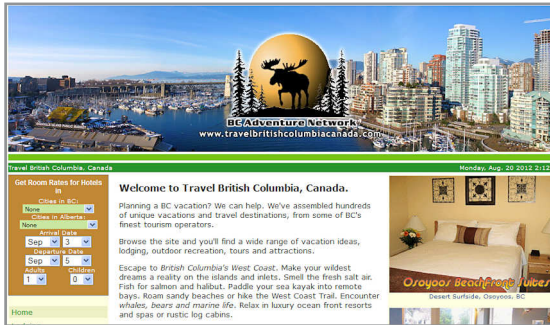 BC Adventure Network
www.travelbritishcolumbiacanada.com
Travel British Columbia, Canada
Monday, Aug. 20 2012 2:12
Get Room Rates for Hotels
in
Cities in BC:
None
Cities in Alberta:
None
Arrival Date
Sep 3
Departure Date
Sep 5
Adults Children
1 0
Home
Welcome to Travel British Columbia, Canada.
Planning a BC vacation? We can help. We've assembled hundreds
of unique vacations and travel destinations, from some of BC's
finest tourism operators.
Browse the site and you'll find a wide range of vacation ideas,
lodging, outdoor recreation, tours and attractions.
Escape to British Columbia's West Coast. Make your wildest
dreams a reality on the islands and inlets. Smell the fresh salt air.
Fish for salmon and halibut. Paddle your sea kayak into remote
bays. Roam sandy beaches or hike the West Coast Trail. Encounter
whales, bears and marine life. Relax in luxury ocean front resorts
and spas or rustic log cabins.
Osoyoos BeachFront Suites
Desert Surfside, Osoyoos, BC